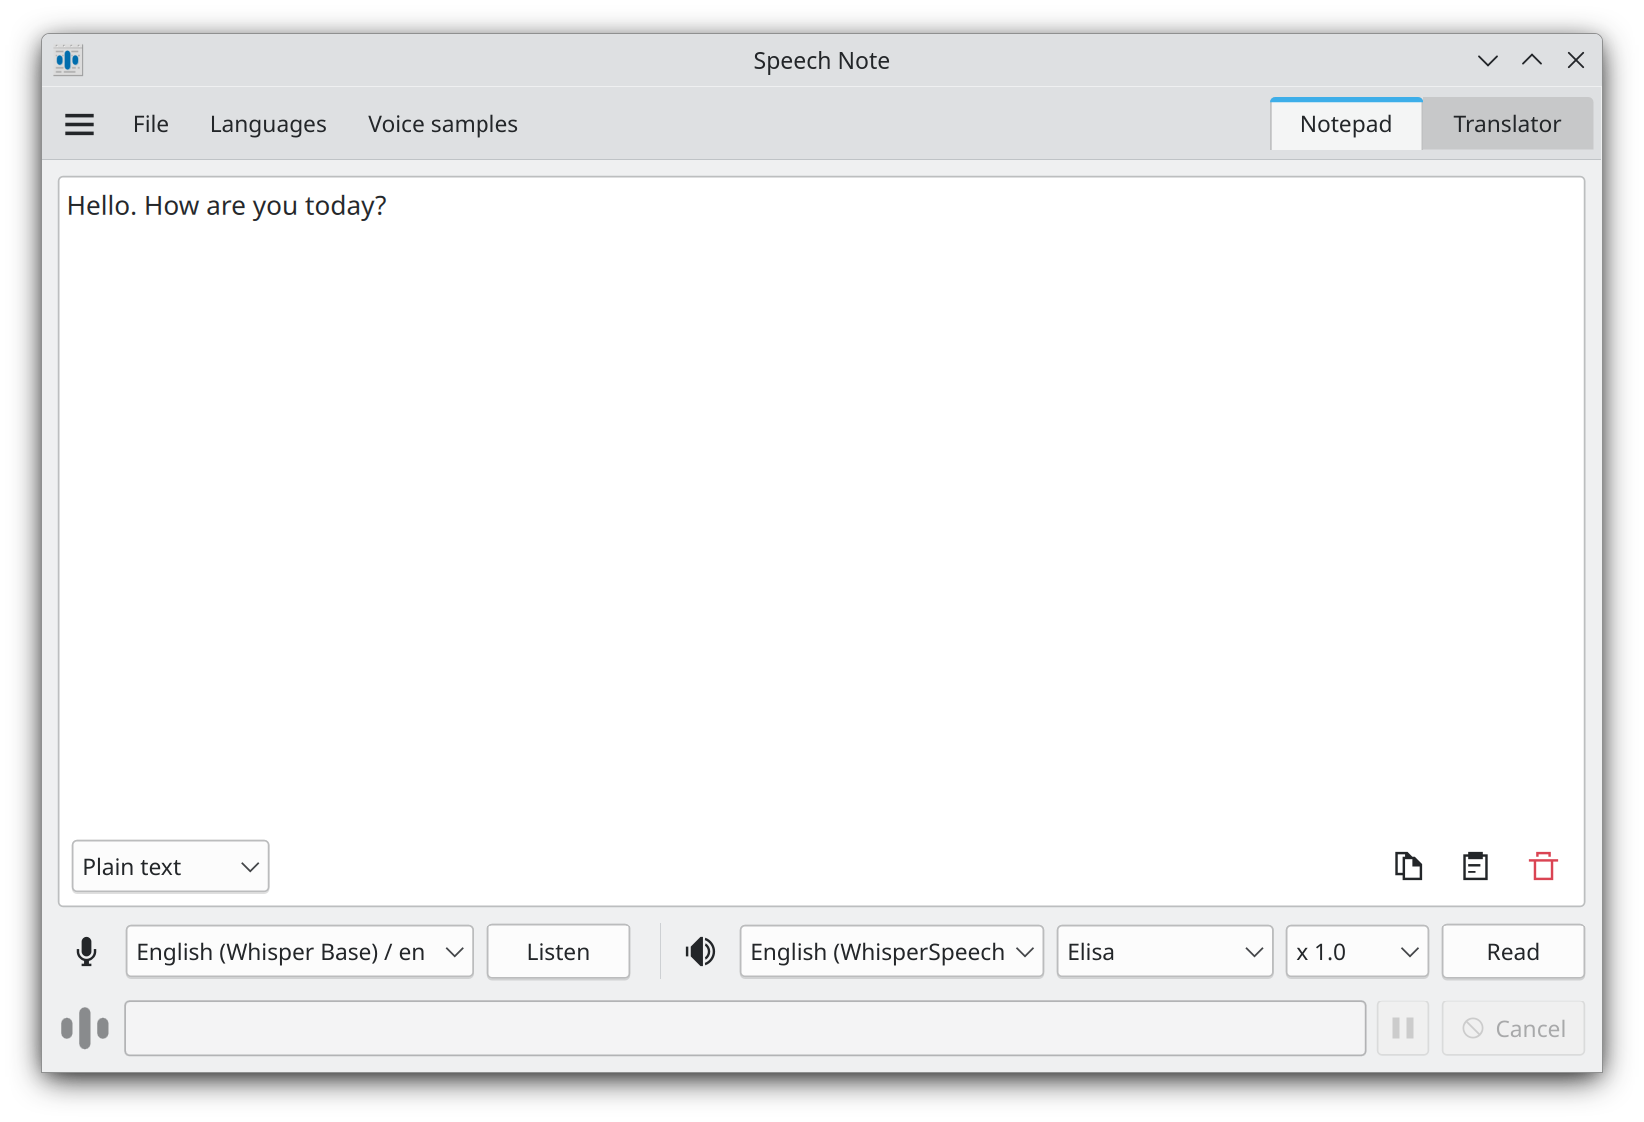 Speech Note
File Languages Voice samples Notepad Translator
Hello. How are you today?
Plain text
English (Whisper Base) / en Listen English (WhisperSpeech Elisa x 1.0 Read
Cancel